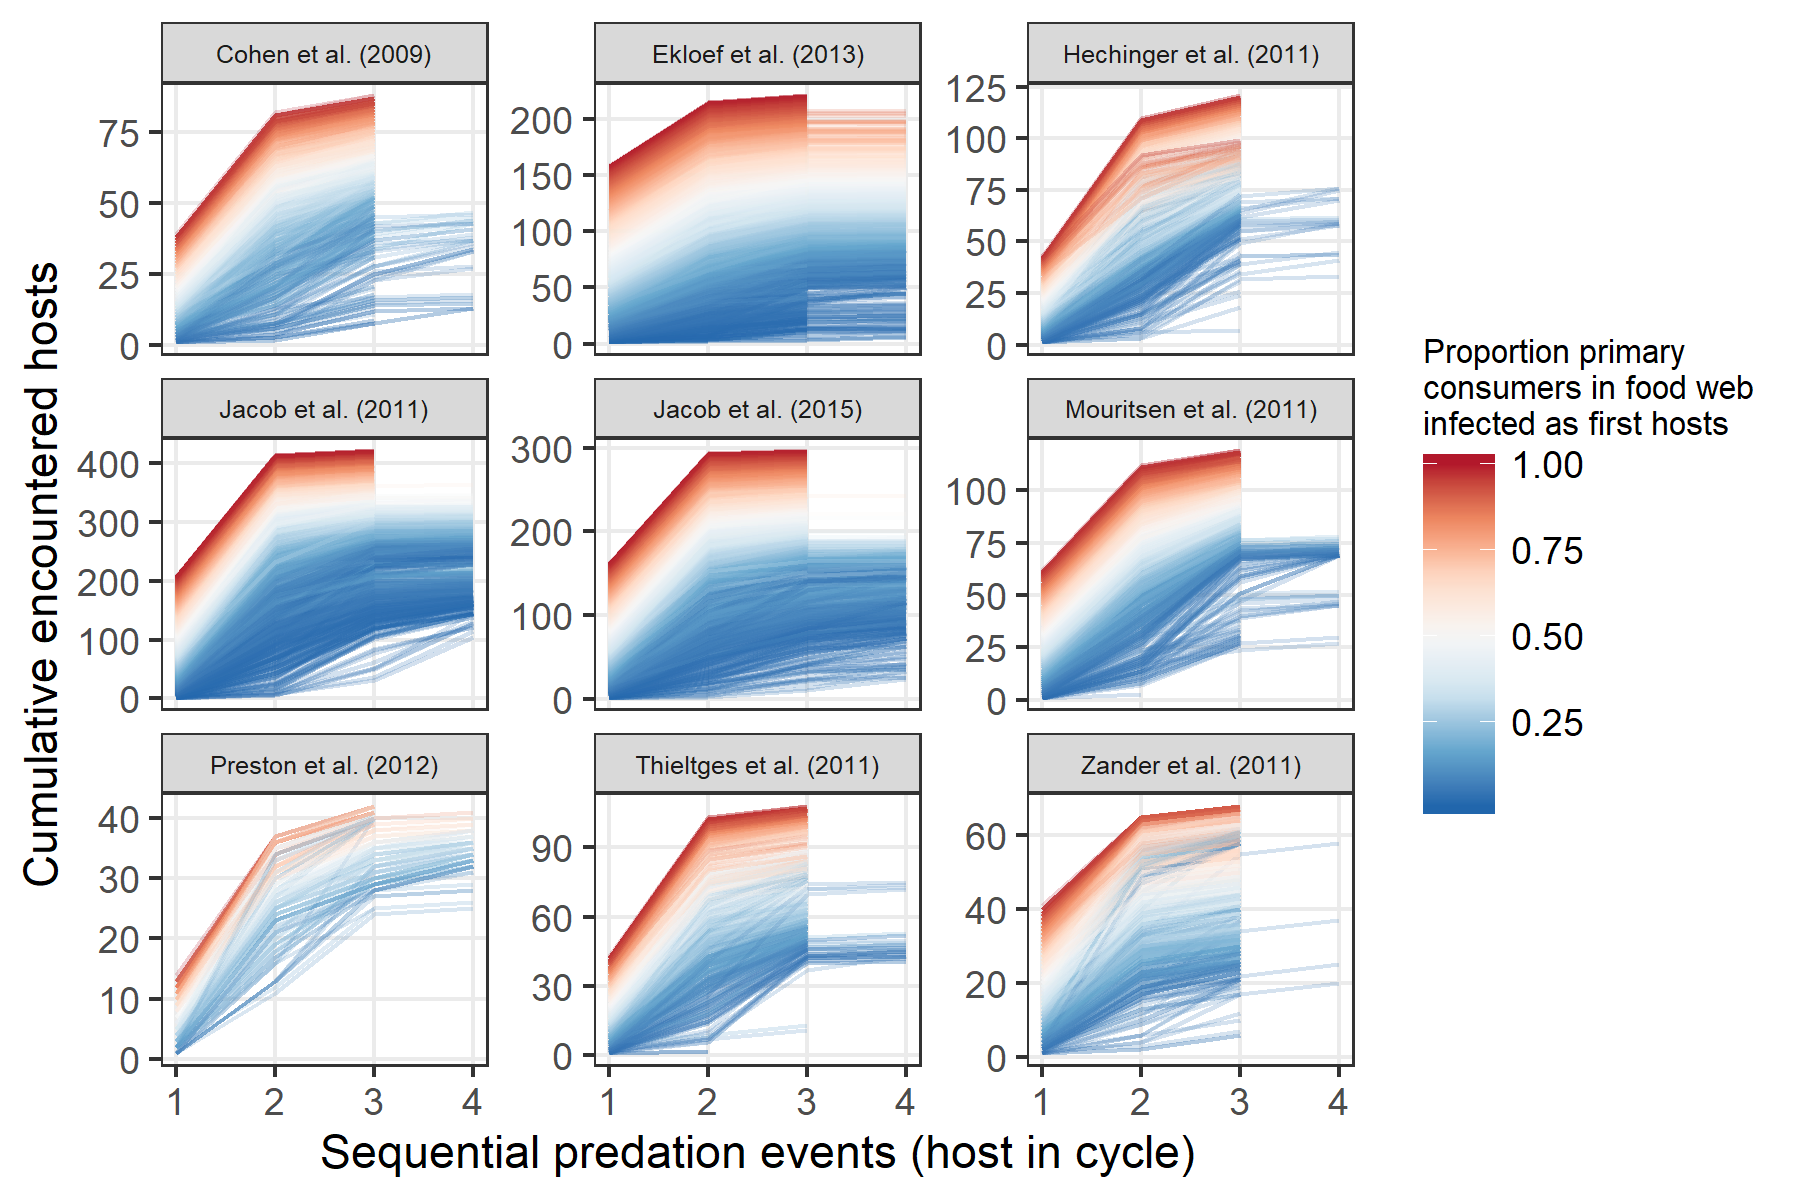 Cohen et al. (2009)
Ekloef et al. (2013)
Hechinger et al. (2011)
75
50
25
0
200
150
100
50
0
125
100
75
50
25
0
Jacob et al. (2011)
Jacob et al. (2015)
Mouritsen et al. (2011)
400
300
200
100
0
300
200
100
0
100
75
50
25
0
Preston et al. (2012)
Thieltges et al. (2011)
Zander et al. (2011)
40
30
20
10
0
90
60
30
0
60
40
20
0
1 2 3 4
1 2 3 4
1 2 3 4
Sequential predation events (host in cycle)
Cumulative encountered hosts
Proportion primary
consumers in food web
infected as first hosts
1.00
0.75
0.50
0.25